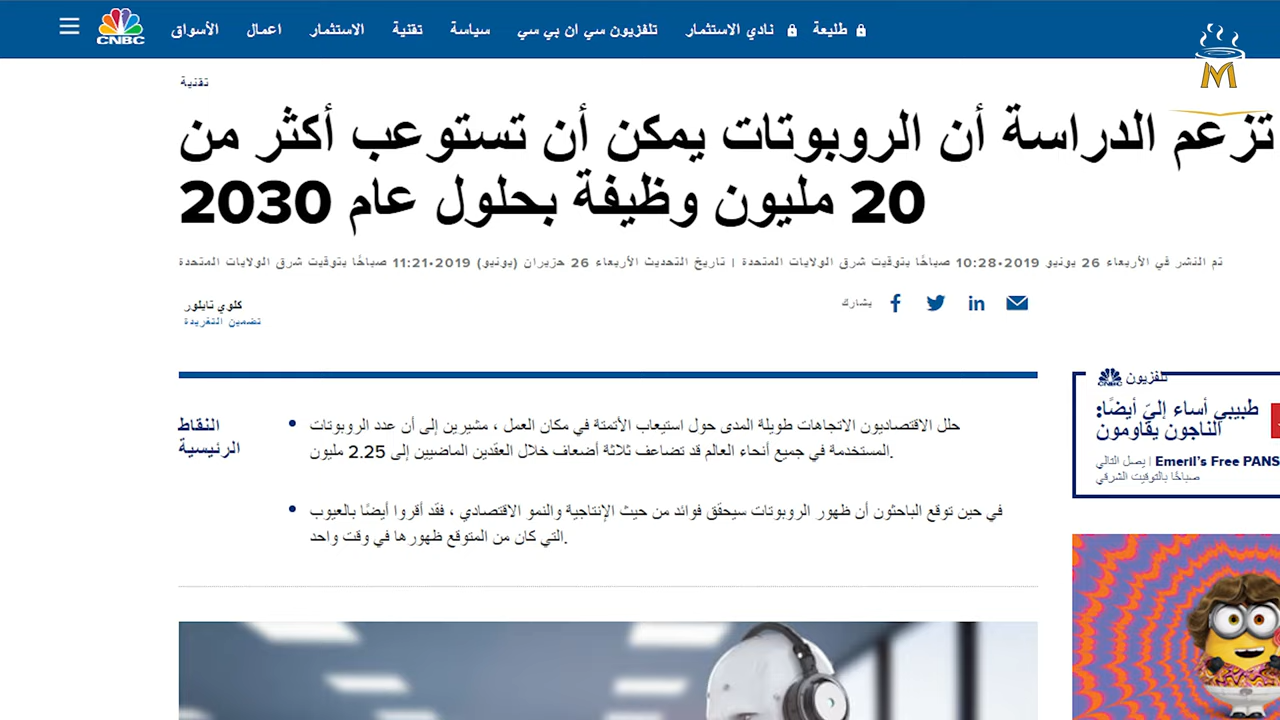 CNBC
الأسواق اعمال الاستثمار تقنية سياسة تلفزيون سي ان بي سي نادي الاستثمار طليعة
M
تقنية
تزعم الدراسة أن الروبوتات يمكن أن تستوعب أكثر من
20 مليون وظيفة بحلول عام 2030
تم النشر في الأربعاء 26 يونيو 2019•10:28 صباحًا بتوقيت شرق الولايات المتحدة | تاريخ التحديث الأربعاء 26 حزيران (يونيو) 2019•11:21 صباحًا بتوقيت شرق الولايات المتحدة
كلوي تايلور
تضمين التغريدة
يشارك
النقاط
الرئيسية
حلل الاقتصاديون الاتجاهات طويلة المدى حول استيعاب الأتمتة في مكان العمل ، مشيرين إلى أن عدد الروبوتات
المستخدمة في جميع أنحاء العالم قد تضاعف ثلاثة أضعاف خلال العقدين الماضيين إلى 2.25 مليون.
في حين توقع الباحثون أن ظهور الروبوتات سيحقق فوائد من حيث الإنتاجية والنمو الاقتصادي ، فقد أقروا أيضًا بالعيوب
التي كان من المتوقع ظهورها في وقت واحد.
CNBC تلفزيون
طبيبي أساء إليّ أيضًا:
الناجون يقاومون
يصل التالي | Emeril's Free PANS
صباحًا بالتوقيت الشرقي